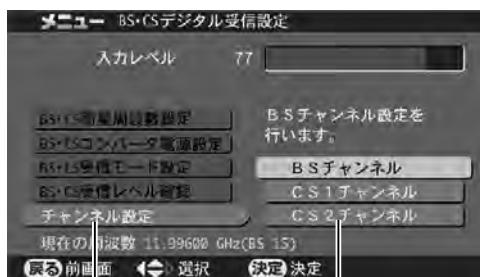 メニュー BS・CSデジタル受信設定
入力レベル 77
BS・CS衛星周波数設定
BS・CSコンバータ電源設定
BS・CS受信モード設定
BS・CS受信レベル確認
チャンネル設定
BSチャンネル設定を
行います。
BSチャンネル
CS1チャンネル
CS2チャンネル
現在の周波数 11.99600 GHz(BS 15)
戻る 前画面 選択 決定 決定